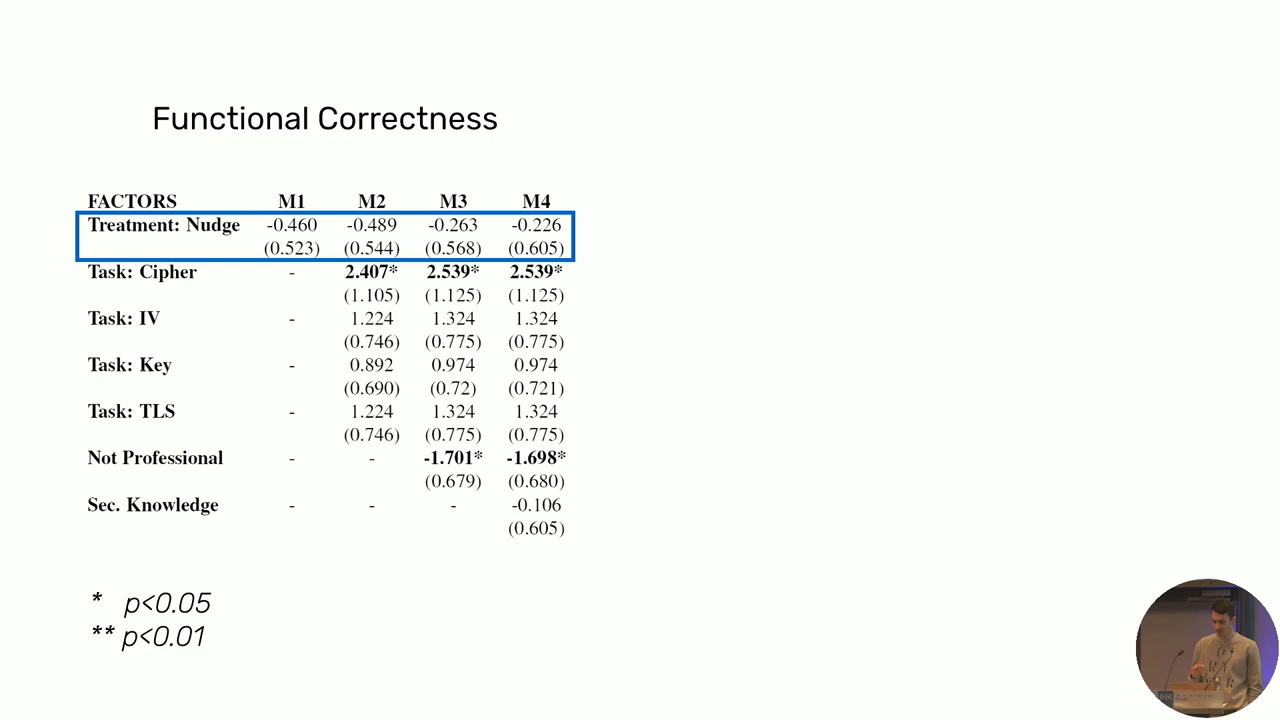 Functional Correctness
FACTORS M1 M2 M3 M4
Treatment: Nudge -0.460 -0.489 -0.263 -0.226
(0.523) (0.544) (0.568) (0.605)
Task: Cipher - 2.407* 2.539* 2.539*
(1.105) (1.125) (1.125)
Task: IV - 1.224 1.324 1.324
(0.746) (0.775) (0.775)
Task: Key - 0.892 0.974 0.974
(0.690) (0.72) (0.721)
Task: TLS - 1.224 1.324 1.324
(0.746) (0.775) (0.775)
Not Professional - - -1.701* -1.698*
(0.679) (0.680)
Sec. Knowledge - - - -0.106
(0.605)
* p<0.05
** p<0.01